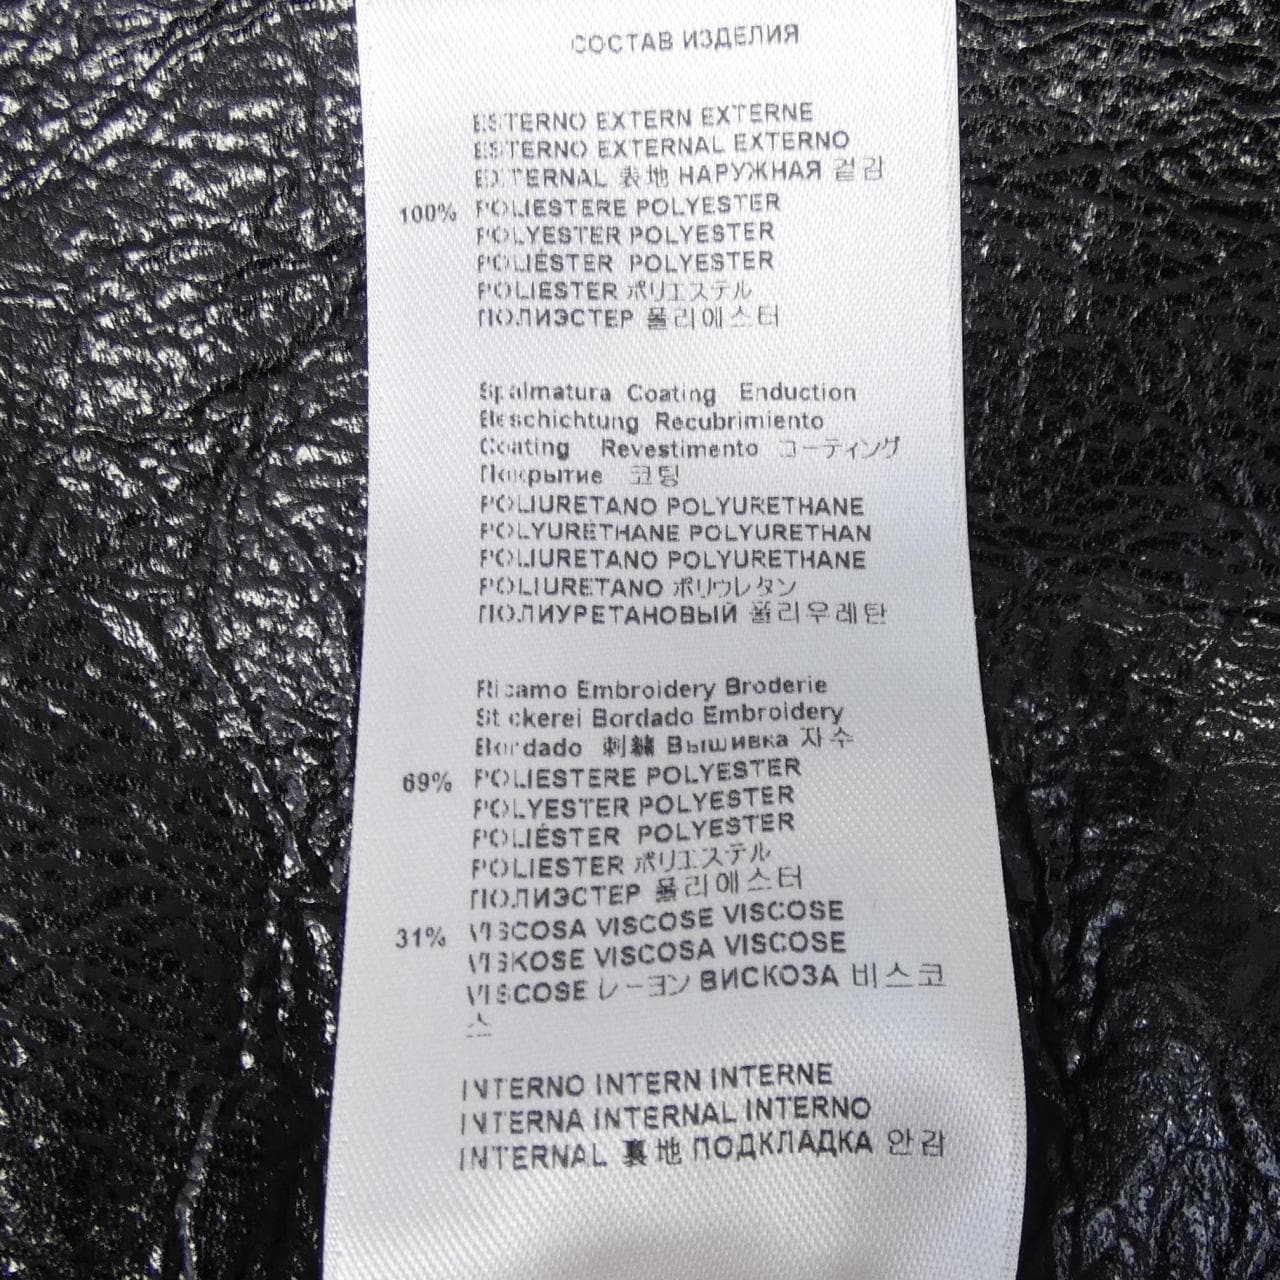 СОСТАВ ИЗДЕЛИЯ
ESTERNO EXTERN EXTERNE
ESTERNO EXTERNAL EXTERNO
EXTERNAL 表地 НАРУЖНАЯ 겉감
100% POLIESTERE POLYESTER
POLYESTER POLYESTER
POLIÉSTER POLYESTER
POLIESTER ポリエステル
ПОЛИЭСТЕР 폴리에스터
Spalmatura Coating Enduction
Beschichtung Recubrimiento
Coating Revestimento コーティング
Покрытие 코팅
POLIURETANO POLYURETHANE
POLYURÉTHANE POLYURETHAN
POLIURETANO POLYURETHANE
POLIURETANO ポリウレタン
ПОЛИУРЕТАНОВЫЙ 폴리우레탄
Ricamo Embroidery Broderie
Stickerei Bordado Embroidery
Bordado 刺繍 Вышивка 자수
69% POLIESTERE POLYESTER
POLYESTER POLYESTER
POLIÉSTER POLYESTER
POLIESTER ポリエステル
ПОЛИЭСТЕР 폴리에스터
31% VISCOSA VISCOSE VISCOSE
VISKOSE VISCOSA VISCOSE
VISCOSE レーヨン ВИСКОЗА 비스코
스
INTERNO INTERN INTERNE
INTERNA INTERNAL INTERNO
INTERNAL 裏地 ПОДКЛАДКА 안감